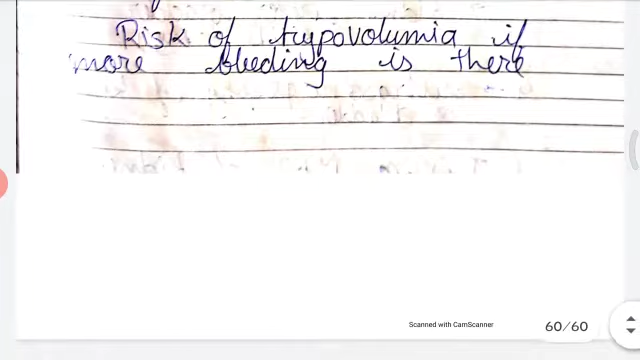 Risk of hypovolumia if
more bleeding is there
Scanned with CamScanner
60/60